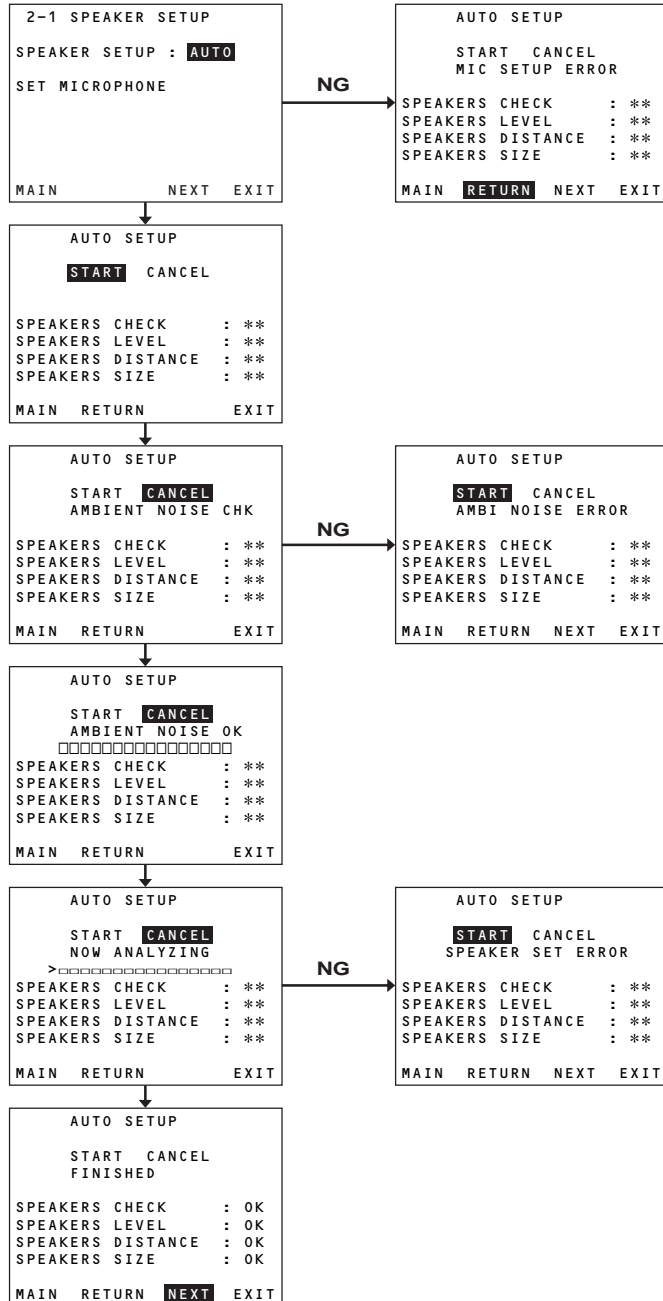 2-1 SPEAKER SETUP
SPEAKER SETUP : AUTO
SET MICROPHONE
MAIN NEXT EXIT
NG
AUTO SETUP
START CANCEL
MIC SETUP ERROR
SPEAKERS CHECK : **
SPEAKERS LEVEL : **
SPEAKERS DISTANCE : **
SPEAKERS SIZE : **
MAIN RETURN NEXT EXIT
AUTO SETUP
START CANCEL
SPEAKERS CHECK : **
SPEAKERS LEVEL : **
SPEAKERS DISTANCE : **
SPEAKERS SIZE : **
MAIN RETURN EXIT
AUTO SETUP
START CANCEL
AMBIENT NOISE CHK
SPEAKERS CHECK : **
SPEAKERS LEVEL : **
SPEAKERS DISTANCE : **
SPEAKERS SIZE : **
MAIN RETURN EXIT
NG
AUTO SETUP
START CANCEL
AMBI NOISE ERROR
SPEAKERS CHECK : **
SPEAKERS LEVEL : **
SPEAKERS DISTANCE : **
SPEAKERS SIZE : **
MAIN RETURN NEXT EXIT
AUTO SETUP
START CANCEL
AMBIENT NOISE OK
SPEAKERS CHECK : **
SPEAKERS LEVEL : **
SPEAKERS DISTANCE : **
SPEAKERS SIZE : **
MAIN RETURN EXIT
AUTO SETUP
START CANCEL
NOW ANALYZING
>
SPEAKERS CHECK : **
SPEAKERS LEVEL : **
SPEAKERS DISTANCE : **
SPEAKERS SIZE : **
MAIN RETURN EXIT
NG
AUTO SETUP
START CANCEL
SPEAKER SET ERROR
SPEAKERS CHECK : **
SPEAKERS LEVEL : **
SPEAKERS DISTANCE : **
SPEAKERS SIZE : **
MAIN RETURN NEXT EXIT
AUTO SETUP
START CANCEL
FINISHED
SPEAKERS CHECK : OK
SPEAKERS LEVEL : OK
SPEAKERS DISTANCE : OK
SPEAKERS SIZE : OK
MAIN RETURN NEXT EXIT